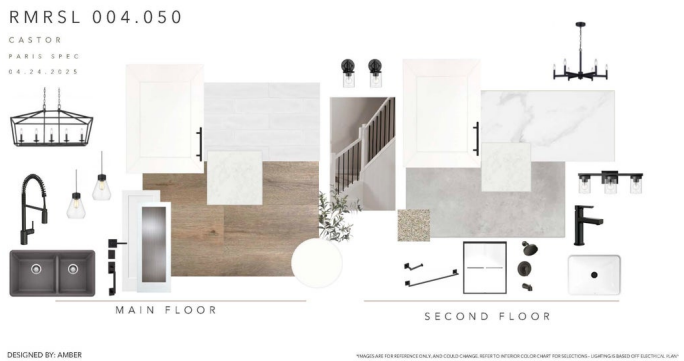 RMRSL 004.050
CASTOR
PARIS SPEC
04.24.2025
MAIN FLOOR
SECOND FLOOR
DESIGNED BY: AMBER
*IMAGES ARE FOR REFERENCE ONLY, AND COULD CHANGE, REFER TO INTERIOR COLOR CHART FOR SELECTIONS - LIGHTING IS BASED OFF ELECTRICAL PLAN*